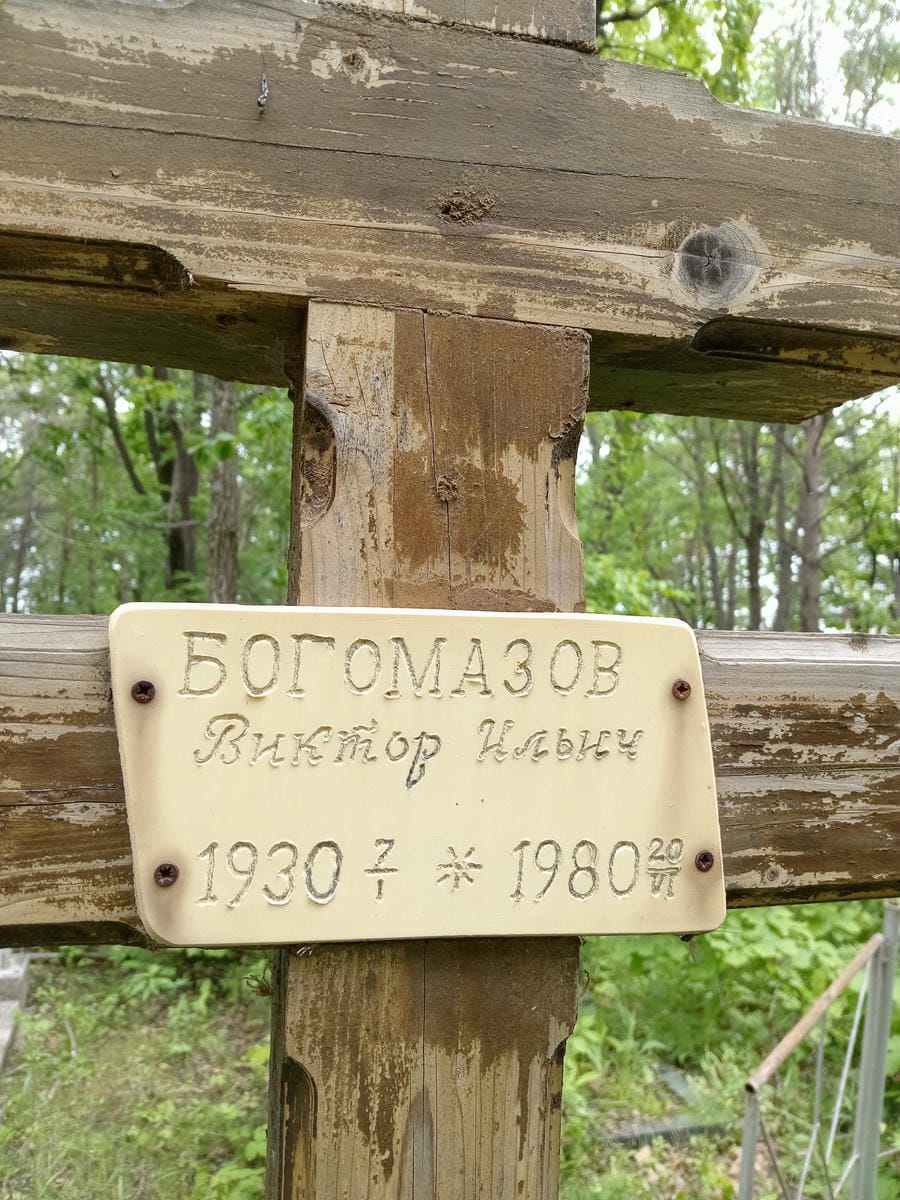 БОГОМАЗОВ
Виктор Ильич
1930 7/I * 1980 20/VI